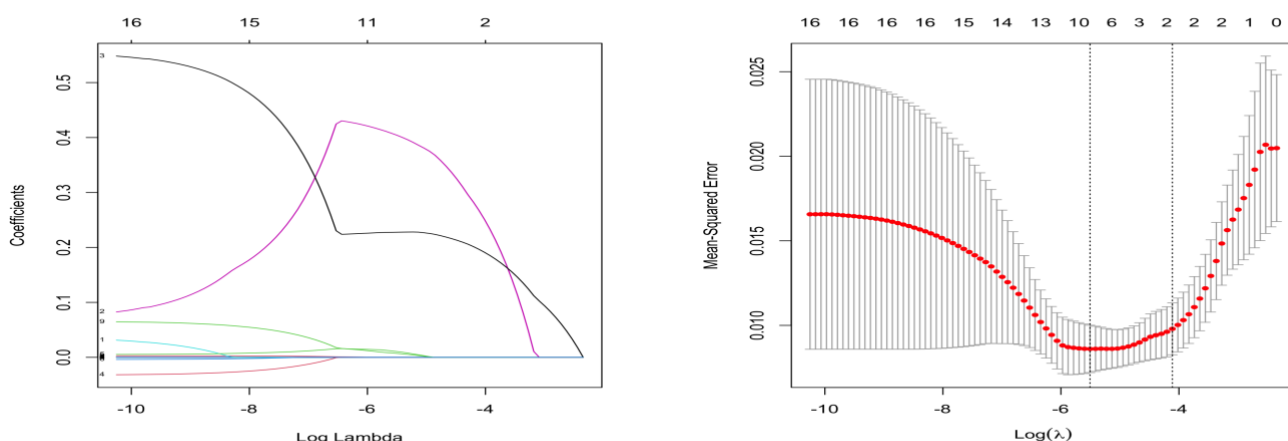 16 15 11 2
Coefficients
0.5
0.4
0.3
0.2
0.1
0.0
3
2
9
1
4
-10 -8 -6 -4
Log Lambda
16 16 16 16 15 14 13 10 6 3 2 2 2 1 0
Mean-Squared Error
0.025
0.020
0.015
0.010
-10 -8 -6 -4
Log(λ)